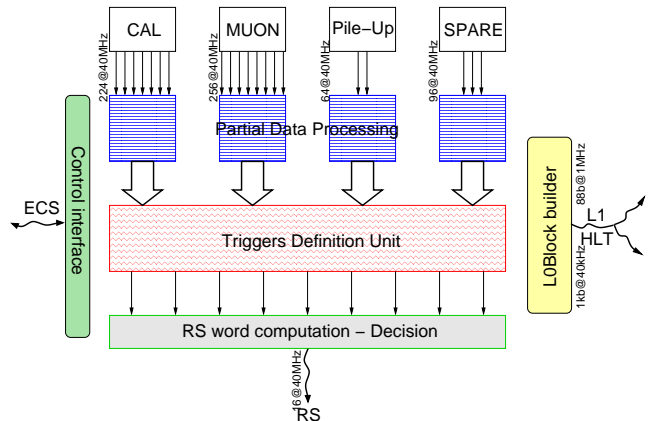 CAL
MUON
Pile-Up
SPARE
224@40MHz
256@40MHz
64@40MHz
96@40MHz
Partial Data Processing
Control interface
ECS
Triggers Definition Unit
L0Block builder
88b@1MHz
1kb@40kHz
L1
HLT
RS word computation – Decision
16@40MHz
RS